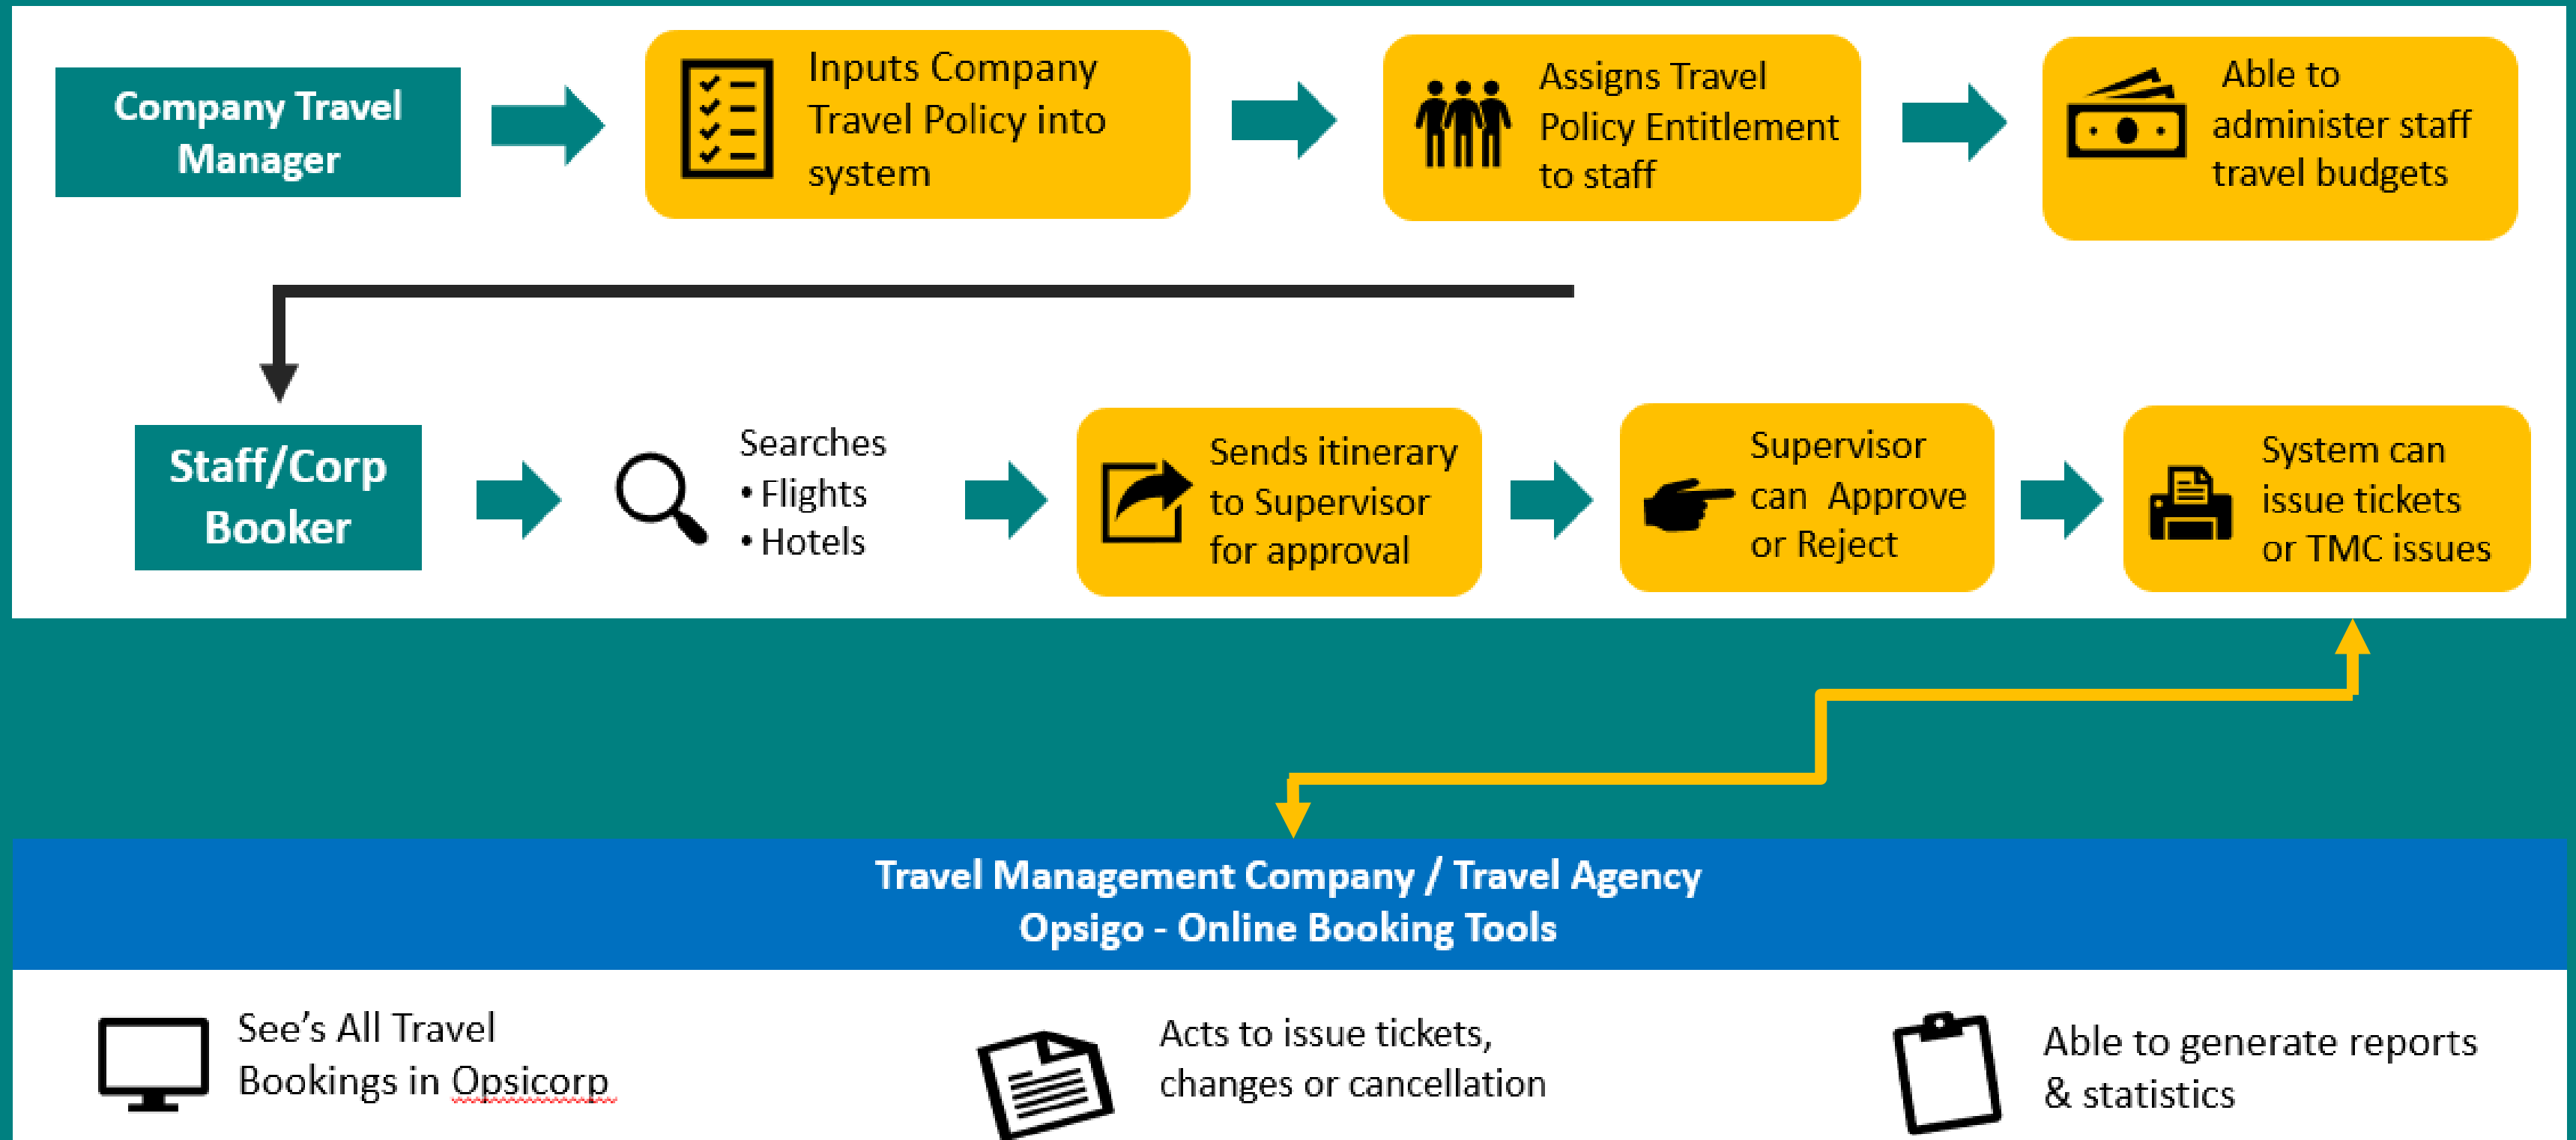 Company Travel
Manager
Inputs Company
Travel Policy into
system
Assigns Travel
Policy Entitlement
to staff
Able to
administer staff
travel budgets
Staff/Corp
Booker
Searches
• Flights
• Hotels
Sends itinerary
to Supervisor
for approval
Supervisor
can Approve
or Reject
System can
issue tickets
or TMC issues
Travel Management Company / Travel Agency
Opsigo - Online Booking Tools
See's All Travel
Bookings in Opsicorp
Acts to issue tickets,
changes or cancellation
Able to generate reports
& statistics